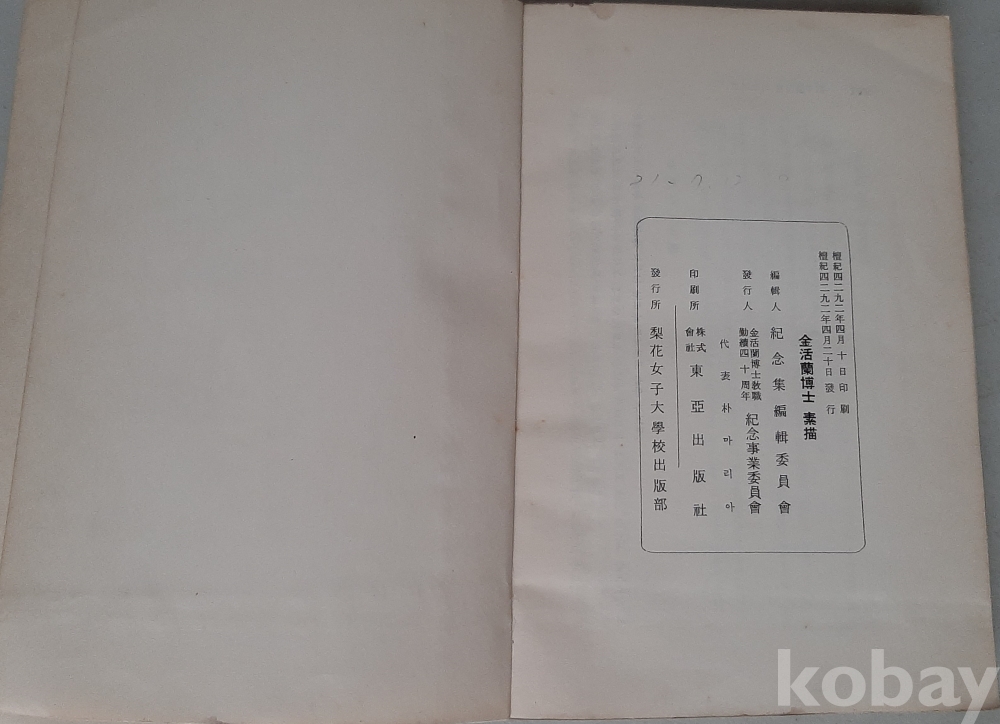 檀紀四二九二年四月 十 日 印 刷
檀紀四二九二年四月二十日 發 行
金活蘭博士 素描
編輯人 紀念集編輯委員會
發行人 金活蘭博士敎職
勤續四十周年 紀念事業委員會
代表 朴마리아
印刷所 株式
會社 東亞出版社
發行所 梨花女子大學校出版部
kobay